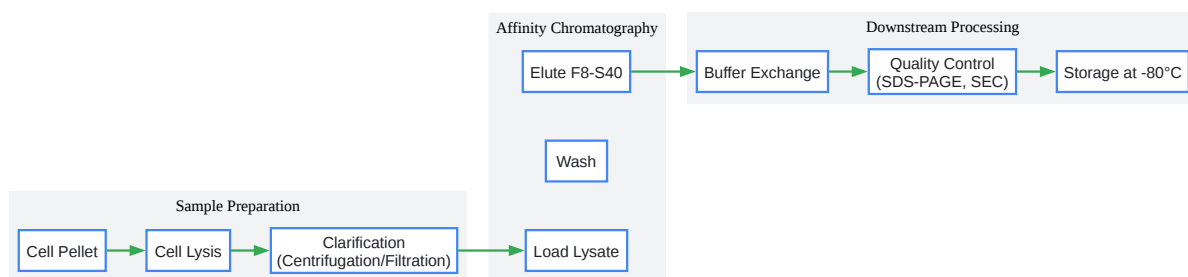 Sample Preparation
Cell Pellet
Cell Lysis
Clarification
(Centrifugation/Filtration)
Affinity Chromatography
Load Lysate
Wash
Elute F8-S40
Downstream Processing
Buffer Exchange
Quality Control
(SDS-PAGE, SEC)
Storage at -80°C